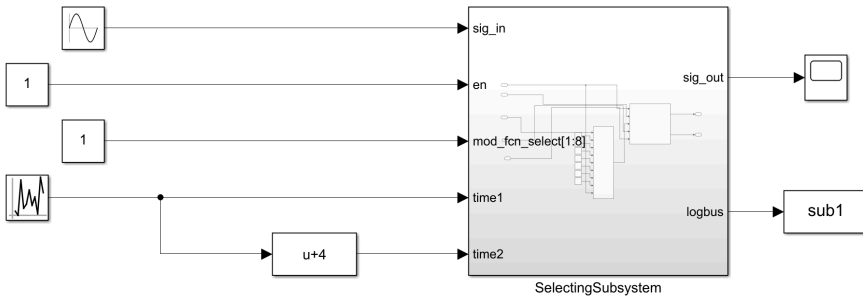 sig_in
1
en
sig_out
1
mod_fcn_select[1:8]
time1
logbus
sub1
u+4
time2
SelectingSubsystem